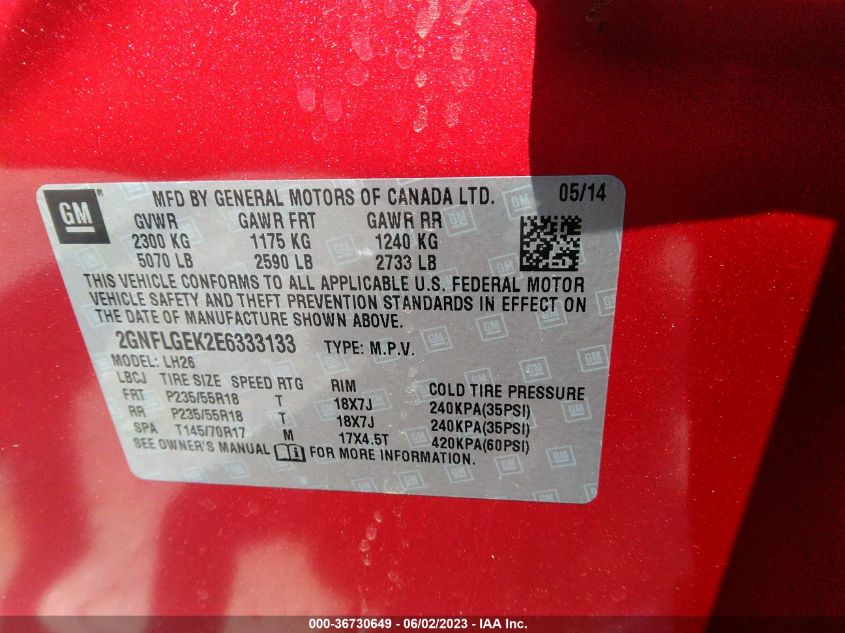 GM ® MFD BY GENERAL MOTORS OF CANADA LTD. 05/14
GVWR GAWR FRT GAWR RR
2300 KG 1175 KG 1240 KG
5070 LB 2590 LB 2733 LB
THIS VEHICLE CONFORMS TO ALL APPLICABLE U.S. FEDERAL MOTOR
VEHICLE SAFETY AND THEFT PREVENTION STANDARDS IN EFFECT ON
THE DATE OF MANUFACTURE SHOWN ABOVE.
2GNFLGEK2E6333133 TYPE: M.P.V.
MODEL: LH26
LBCJ TIRE SIZE SPEED RTG RIM COLD TIRE PRESSURE
FRT P235/55R18 T 18X7J 240KPA(35PSI)
RR P235/55R18 T 18X7J 240KPA(35PSI)
SPA T145/70R17 M 17X4.5T 420KPA(60PSI)
SEE OWNER'S MANUAL FOR MORE INFORMATION.
000-36730649 - 06/02/2023 - IAA Inc.